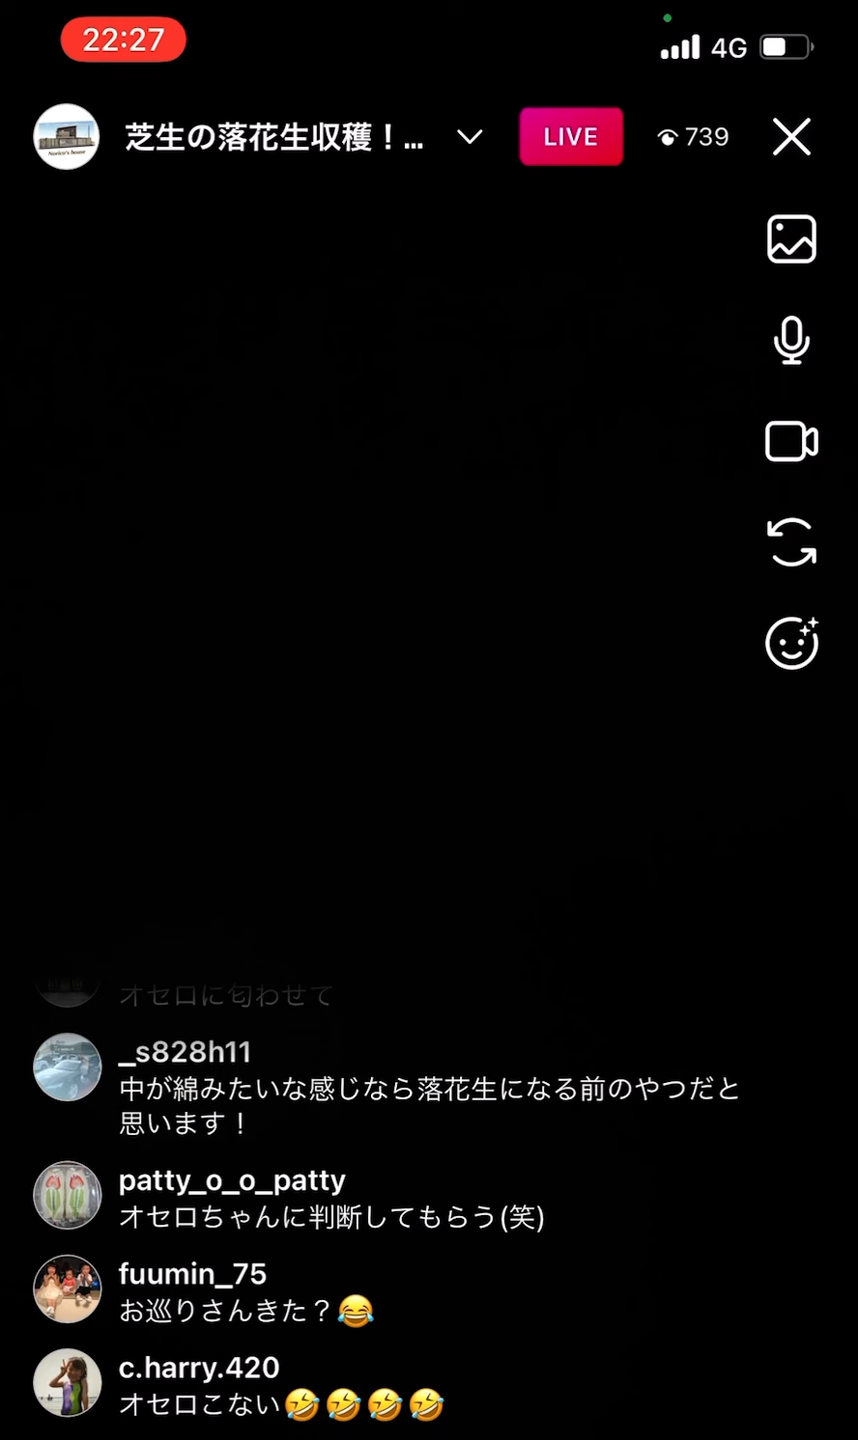 22:27
4G
芝生の落花生収穫！...
LIVE
739
Norico's house
オセロに匂わせて
_s828h11
中が綿みたいな感じなら落花生になる前のやつだと
思います！
patty_o_o_patty
オセロちゃんに判断してもらう(笑)
fuumin_75
お巡りさんきた？😂
c.harry.420
オセロこない🤣🤣🤣🤣